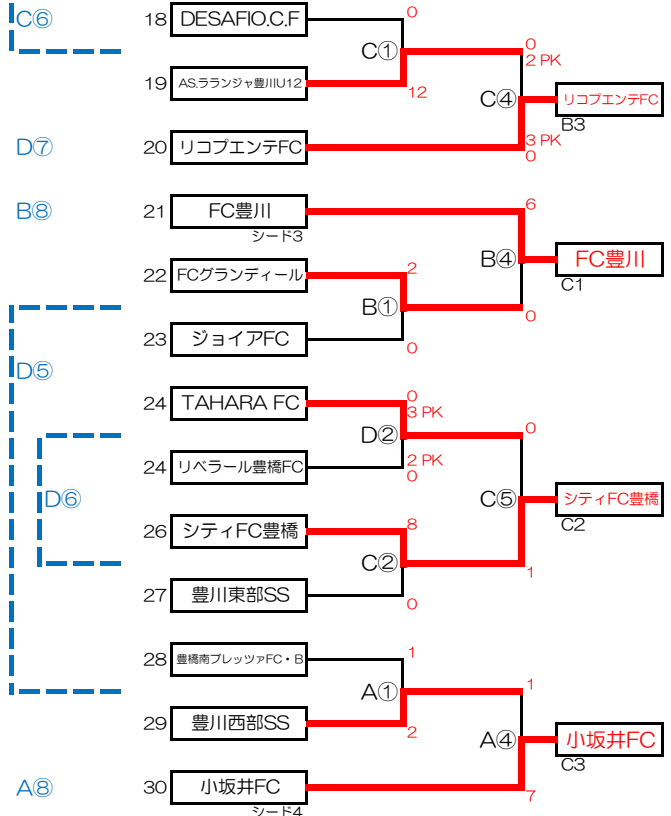 C⑥
18 DESAFIO.C.F
0
C①
19 AS.ラランジャ豊川U12
12
0
2 PK
C④
リコプエンテFC
B3
D⑦
20 リコプエンテFC
3 PK
0
B⑧
21 FC豊川
シード3
6
B④
FC豊川
C1
22 FCグランディール
2
B①
0
23 ジョイアFC
0
D⑤
24 TAHARA FC
0
3 PK
D②
0
24 リベラール豊橋FC
2 PK
0
D⑥
C⑤
シティFC豊橋
C2
26 シティFC豊橋
8
C②
1
27 豊川東部SS
0
28 豊橋南プレッツァFC・B
1
A①
1
29 豊川西部SS
2
A④
小坂井FC
C3
A⑧
30 小坂井FC
シード4
7